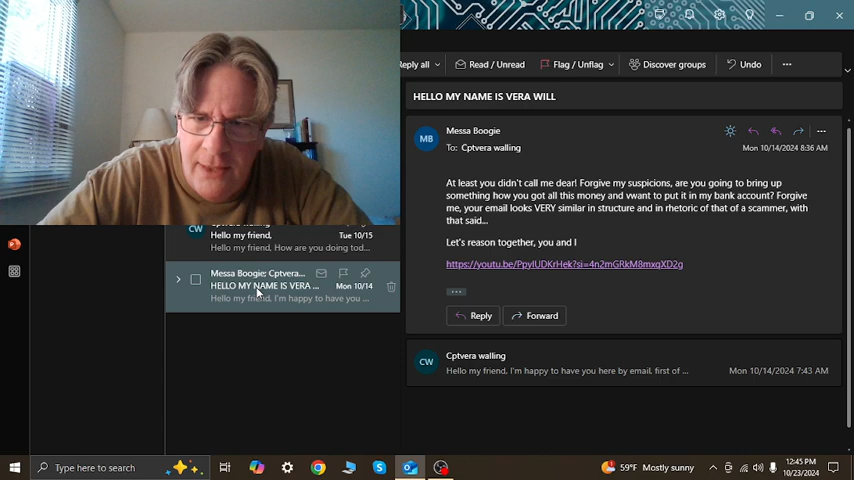 Reply all
Read / Unread
Flag / Unflag
Discover groups
Undo
HELLO MY NAME IS VERA WILL
MB
Messa Boogie
To: Cptvera walling
Mon 10/14/2024 8:36 AM
At least you didn't call me dear! Forgive my suspicions, are you going to bring up
something how you got all this money and vwant to put it in my bank account? Forgive
me, your email looks VERY similar in structure and in rhetoric of that of a scammer, with
that said...
Let's reason together, you and I
https://youtu.be/PpyIUDKrHek?si=4n2mGRkM8mxqXD2g
Reply
Forward
CW
Cptvera walling
Hello my friend, I'm happy to have you here by email, first of ...
Mon 10/14/2024 7:43 AM
CW
Cptvera walling
Hello my friend,
Tue 10/15
Hello my friend, How are you doing tod...
Messa Boogie; Cptvera...
HELLO MY NAME IS VERA ...
Mon 10/14
Hello my friend, I'm happy to have you ...
Type here to search
59°F Mostly sunny
12:45 PM
10/23/2024